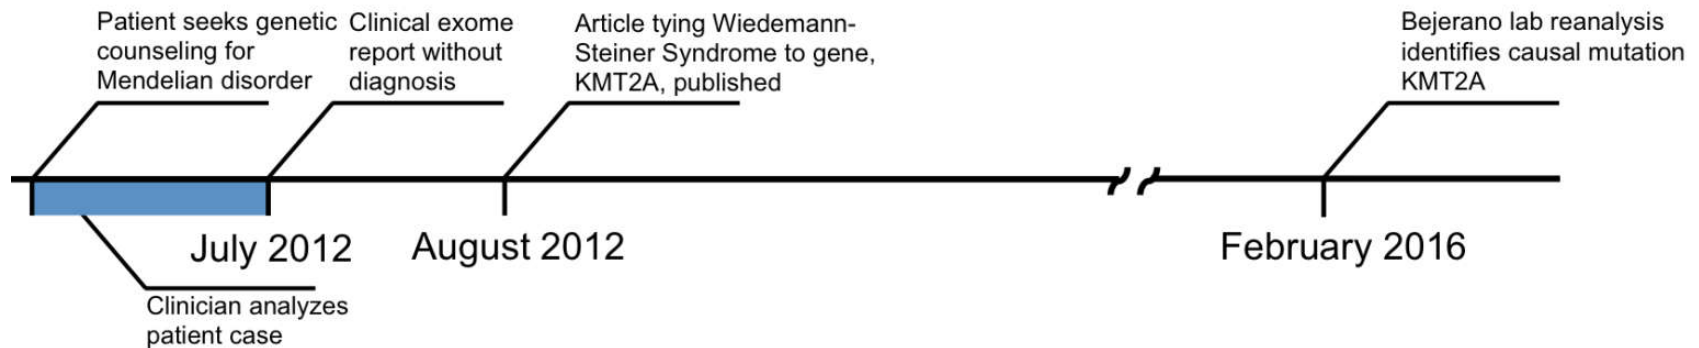 Patient seeks genetic
counseling for
Mendelian disorder
Clinical exome
report without
diagnosis
Article tying Wiedemann-
Steiner Syndrome to gene,
KMT2A, published
Bejerano lab reanalysis
identifies causal mutation
KMT2A
July 2012
August 2012
February 2016
Clinician analyzes
patient case